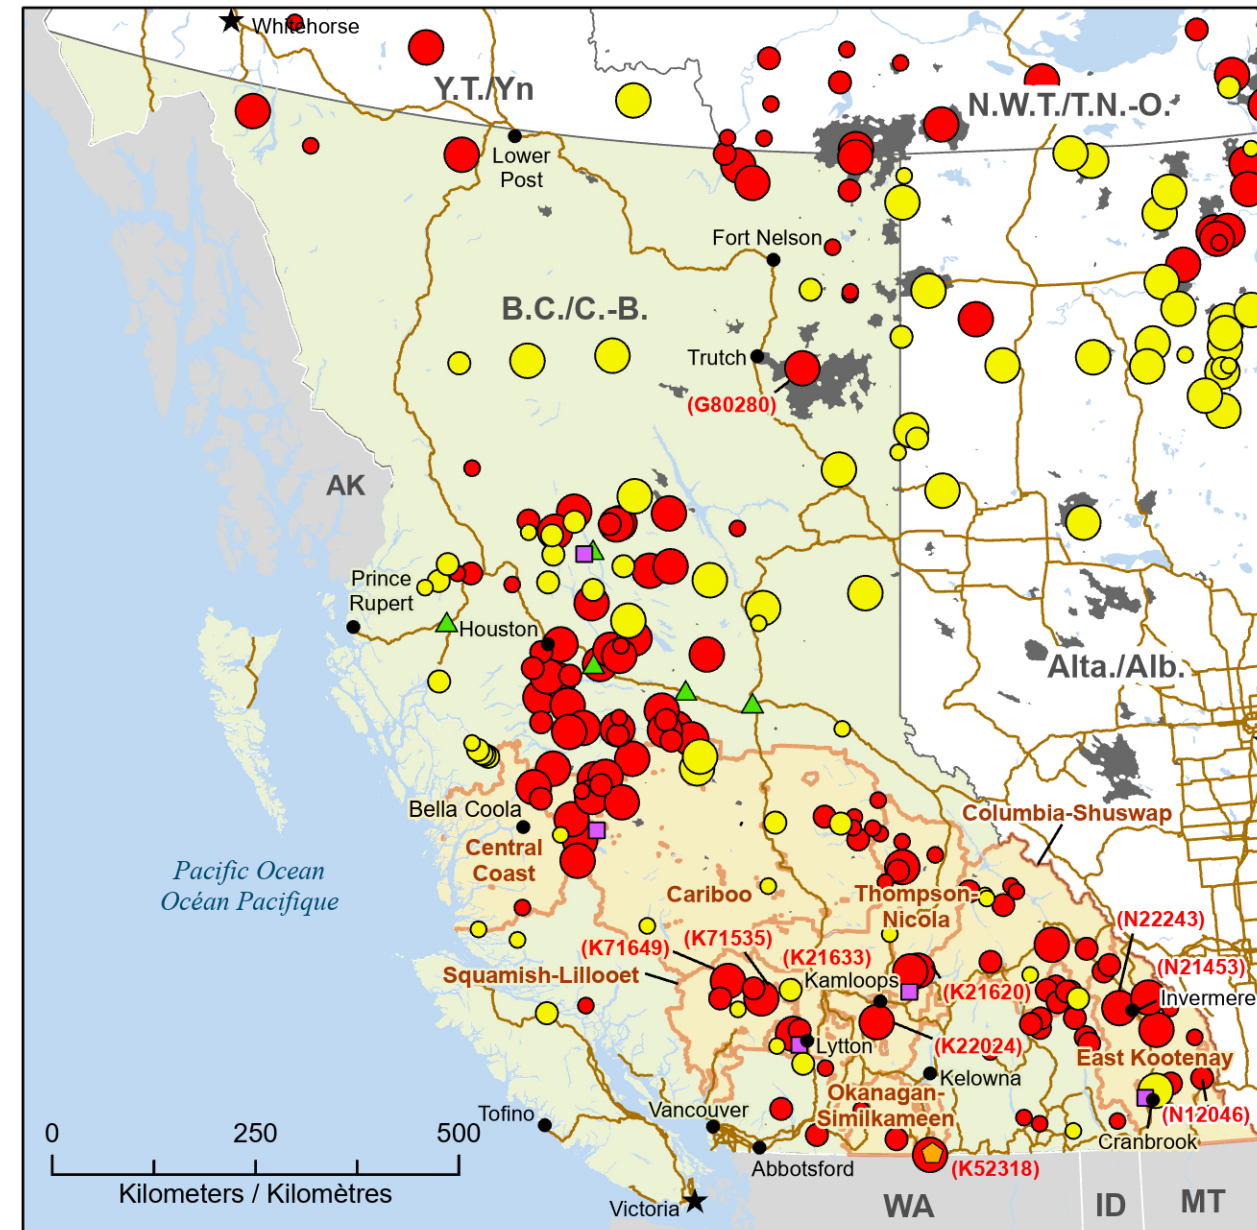 Whitehorse
Y.T./Yn
N.W.T./T.N.-O.
Lower
Post
Fort Nelson
B.C./C.-B.
Trutch
(G80280)
AK
Prince
Rupert
Houston
Alta./Alb.
Bella Coola
Columbia-Shuswap
Central
Coast
Pacific Ocean
Océan Pacifique
Cariboo
Thompson-
Nicola
(N22243)
(K71649)
(K71535)
(K21633)
(N21453)
Squamish-Lillooet
Kamloops
(K21620)
Invermere
Lytton
(K22024)
East Kootenay
Kelowna
Okanagan-
Similkameen
Tofino
Vancouver
(N12046)
Cranbrook
0 250 500
Abbotsford
(K52318)
Kilometers / Kilomètres
Victoria
WA
ID
MT